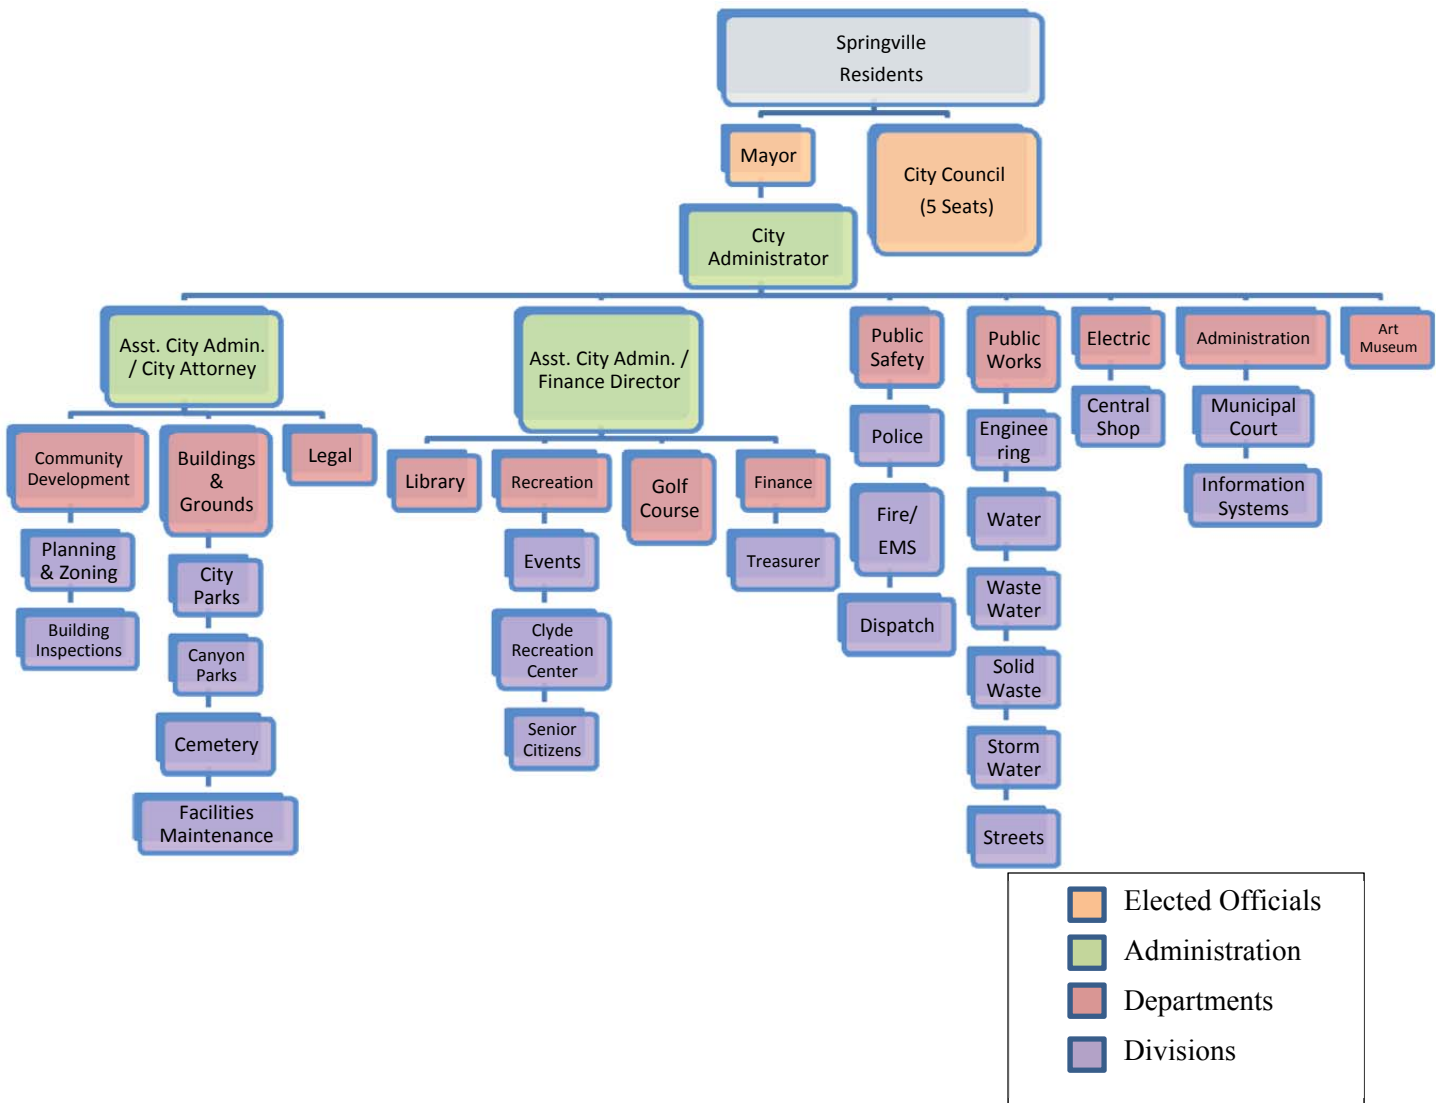 Springville
Residents
Mayor
City Council
(5 Seats)
City
Administrator
Asst. City Admin.
/ City Attorney
Asst. City Admin. /
Finance Director
Public
Safety
Public
Works
Electric
Administration
Art
Museum
Community
Development
Buildings
&
Grounds
Legal
Library
Recreation
Golf
Course
Finance
Planning
& Zoning
Building
Inspections
City
Parks
Canyon
Parks
Cemetery
Facilities
Maintenance
Events
Clyde
Recreation
Center
Senior
Citizens
Treasurer
Police
Fire/
EMS
Dispatch
Enginee
ring
Water
Waste
Water
Solid
Waste
Storm
Water
Streets
Central
Shop
Municipal
Court
Information
Systems
Elected Officials
Administration
Departments
Divisions